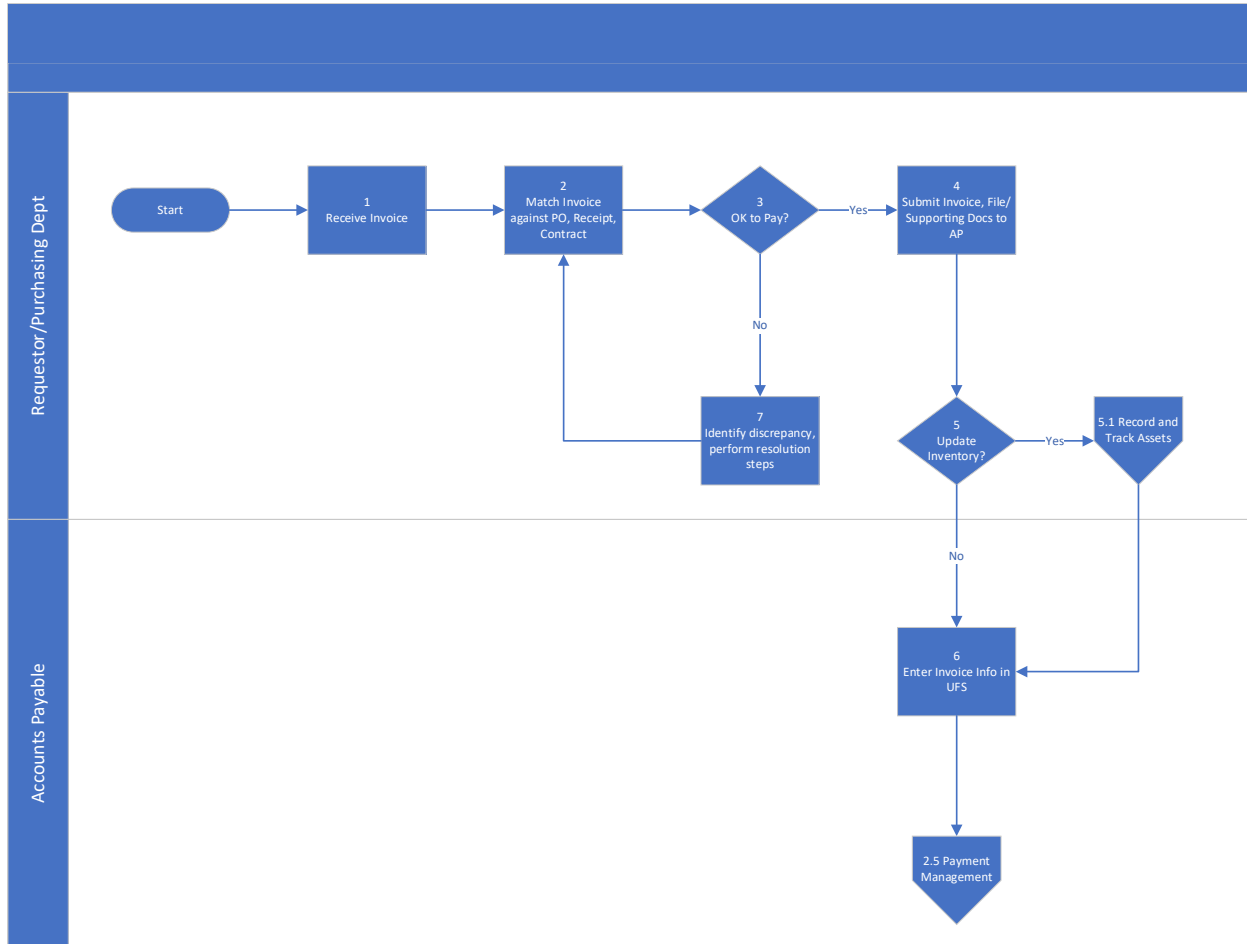 Requestor/Purchasing Dept
Start
1
Receive Invoice
2
Match Invoice
against PO, Receipt,
Contract
3
OK to Pay?
Yes
4
Submit Invoice, File/
Supporting Docs to
AP
No
7
Identify discrepancy,
perform resolution
steps
5
Update
Inventory?
Yes
5.1 Record and
Track Assets
No
Accounts Payable
6
Enter Invoice Info in
UFS
2.5 Payment
Management